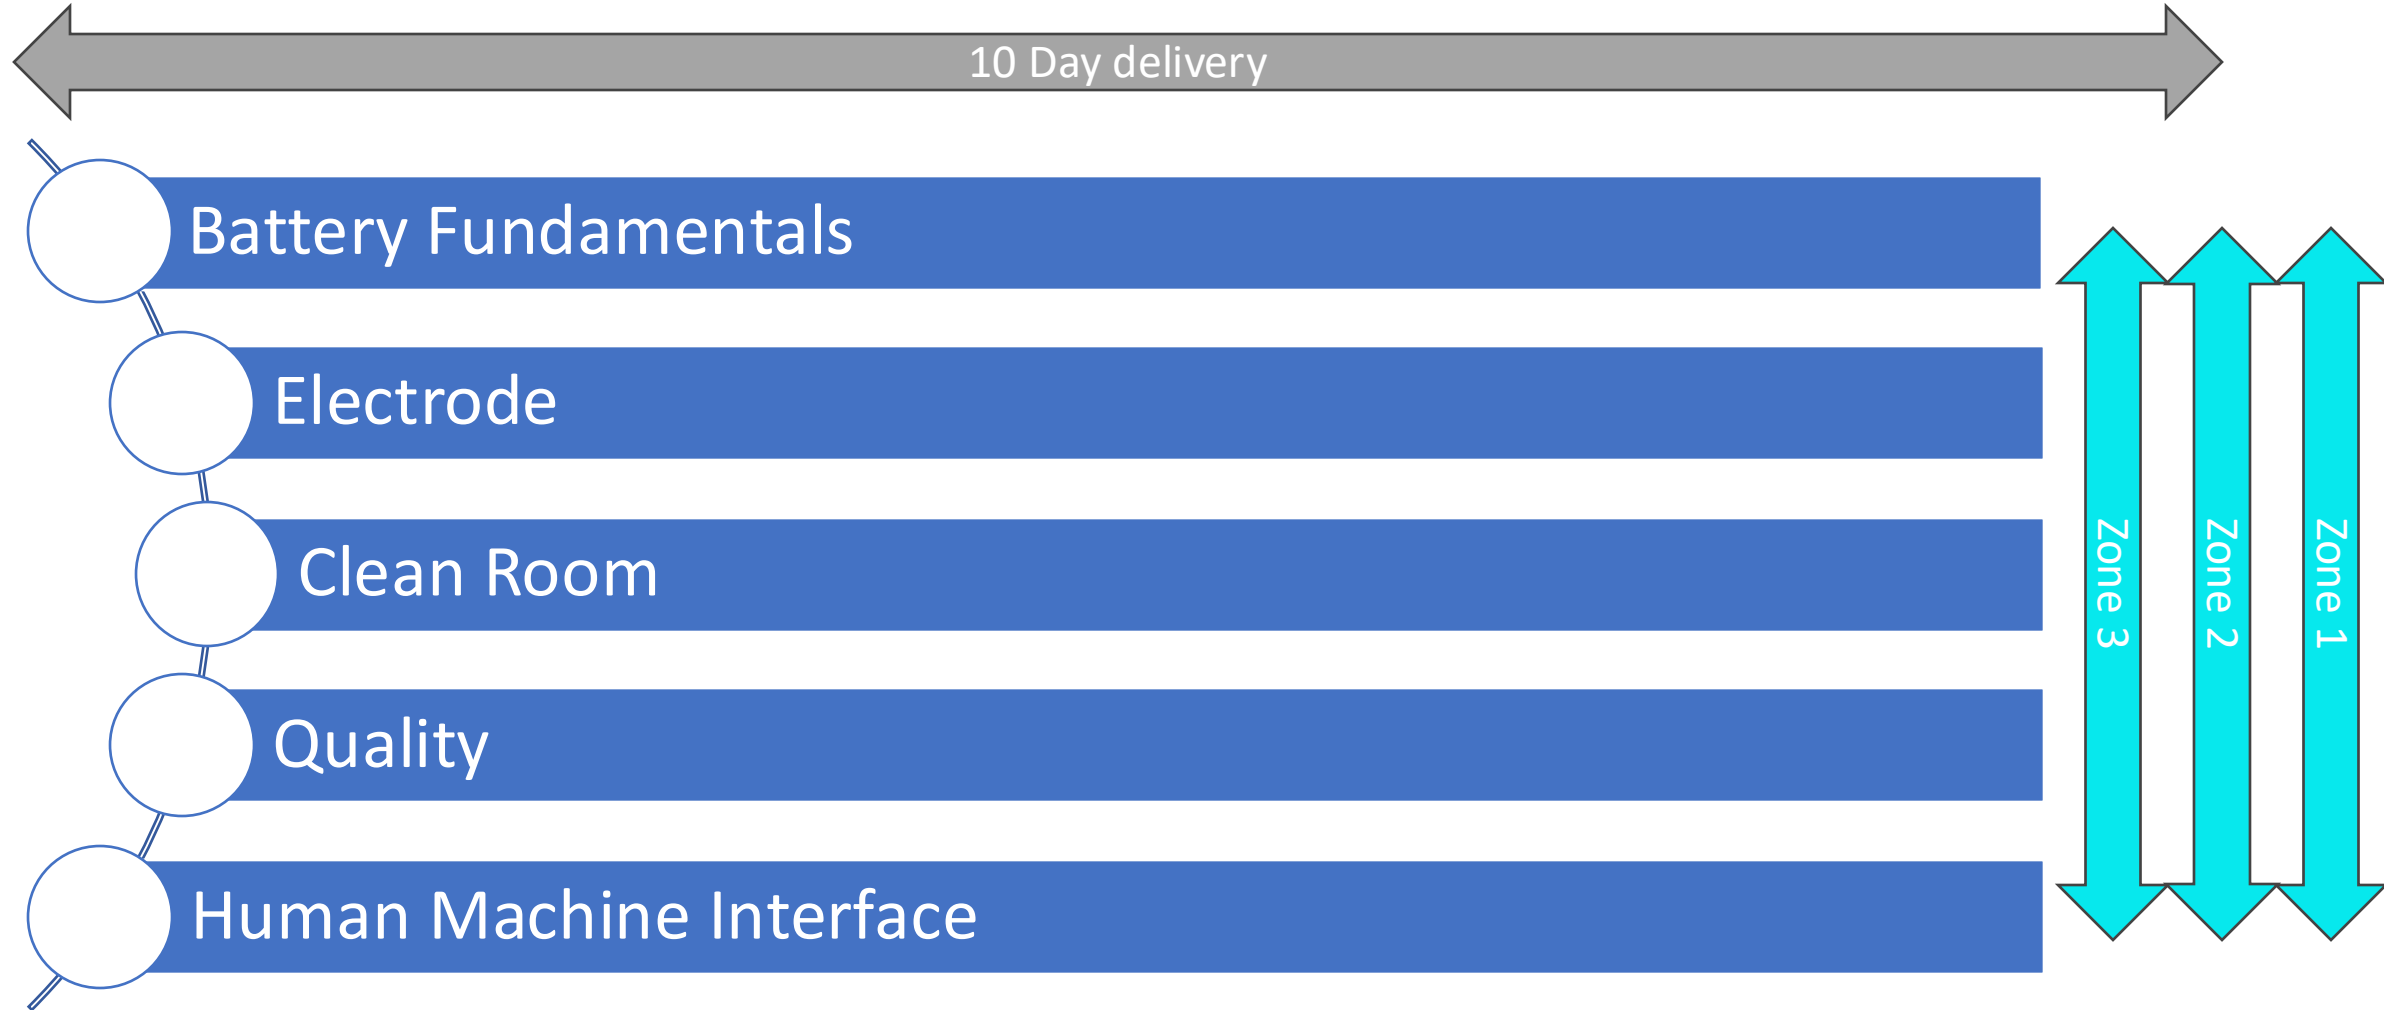 10 Day delivery
Battery Fundamentals
Electrode
Clean Room
Quality
Human Machine Interface
Zone 3
Zone 2
Zone 1